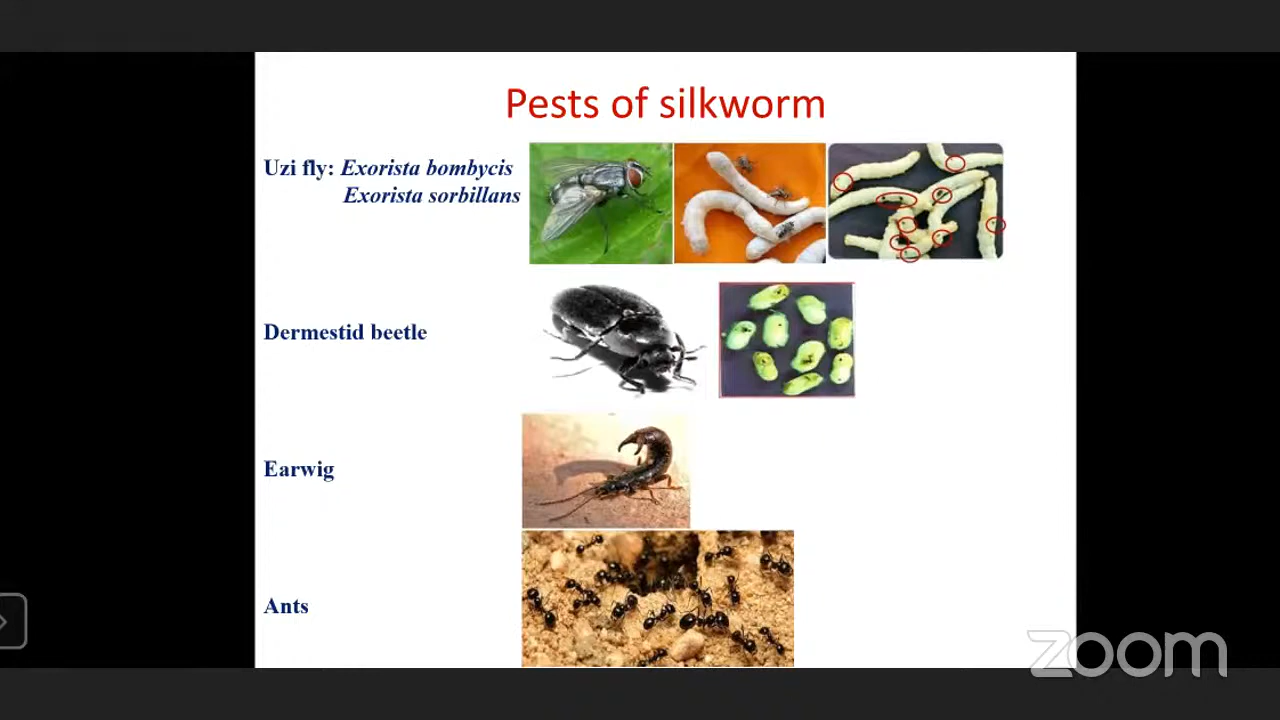 Pests of silkworm
Uzi fly: Exorista bombycis
Exorista sorbillans
Dermestid beetle
Earwig
Ants
zoom